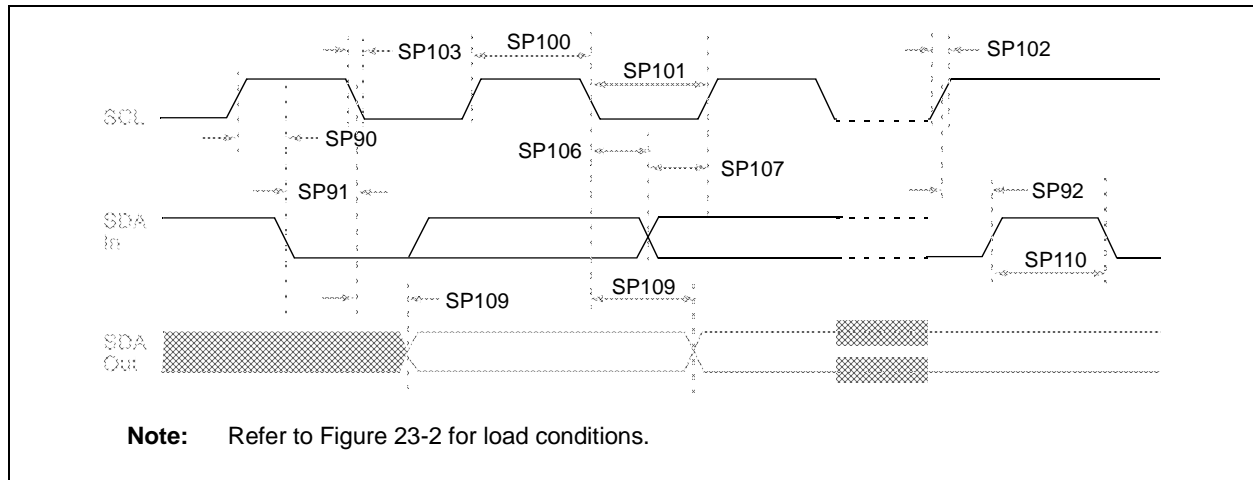 SP103
SP100
SP101
SP102
SCL
SP90
SP106
SP107
SP91
SP92
SDA
In
SP110
SP109
SP109
SDA
Out
Note: Refer to Figure 23-2 for load conditions.